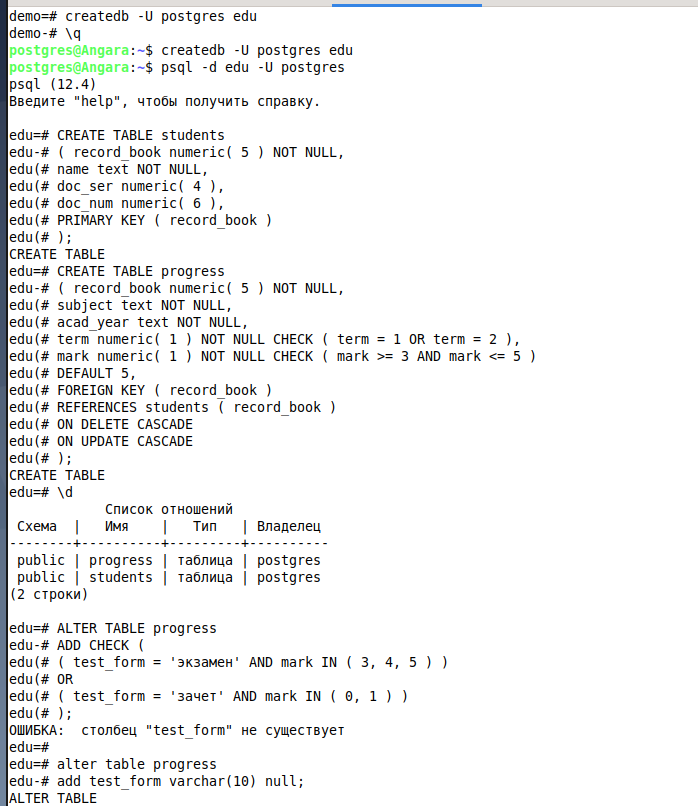 demo=# createdb -U postgres edu
demo-# \q
postgres@Angara:~$ createdb -U postgres edu
postgres@Angara:~$ psql -d edu -U postgres
psql (12.4)
Введите "help", чтобы получить справку.

edu=# CREATE TABLE students
edu-# ( record_book numeric( 5 ) NOT NULL,
edu(# name text NOT NULL,
edu(# doc_ser numeric( 4 ),
edu(# doc_num numeric( 6 ),
edu(# PRIMARY KEY ( record_book )
edu(# );
CREATE TABLE
edu=# CREATE TABLE progress
edu-# ( record_book numeric( 5 ) NOT NULL,
edu(# subject text NOT NULL,
edu(# acad_year text NOT NULL,
edu(# term numeric( 1 ) NOT NULL CHECK ( term = 1 OR term = 2 ),
edu(# mark numeric( 1 ) NOT NULL CHECK ( mark >= 3 AND mark <= 5 )
edu(# DEFAULT 5,
edu(# FOREIGN KEY ( record_book )
edu(# REFERENCES students ( record_book )
edu(# ON DELETE CASCADE
edu(# ON UPDATE CASCADE
edu(# );
CREATE TABLE
edu=# \d
            Список отношений
 Схема  |   Имя    |   Тип   | Владелец
--------+----------+---------+----------
 public | progress | таблица | postgres
 public | students | таблица | postgres
(2 строки)

edu=# ALTER TABLE progress
edu-# ADD CHECK (
edu(# ( test_form = 'экзамен' AND mark IN ( 3, 4, 5 ) )
edu(# OR
edu(# ( test_form = 'зачет' AND mark IN ( 0, 1 ) )
edu(# );
ОШИБКА:  столбец "test_form" не существует
edu=#
edu=# alter table progress
edu-# add test_form varchar(10) null;
ALTER TABLE